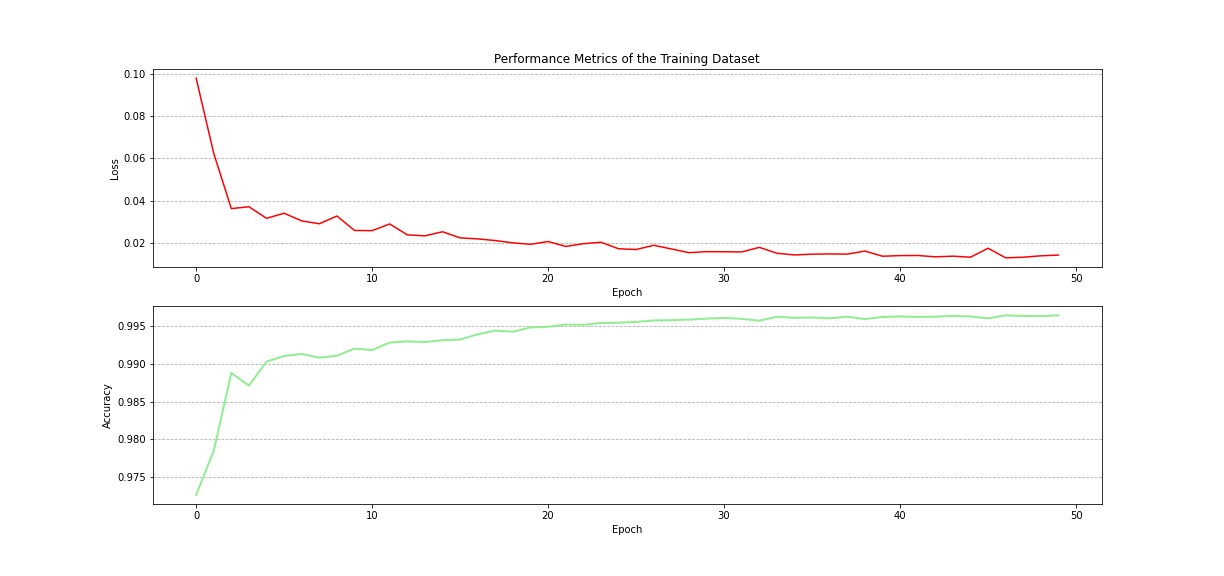 Performance Metrics of the Training Dataset
0.10
0.08
0.06
0.04
0.02
Loss
0 10 20 30 40 50
Epoch
0.995
0.990
0.985
0.980
0.975
Accuracy
0 10 20 30 40 50
Epoch